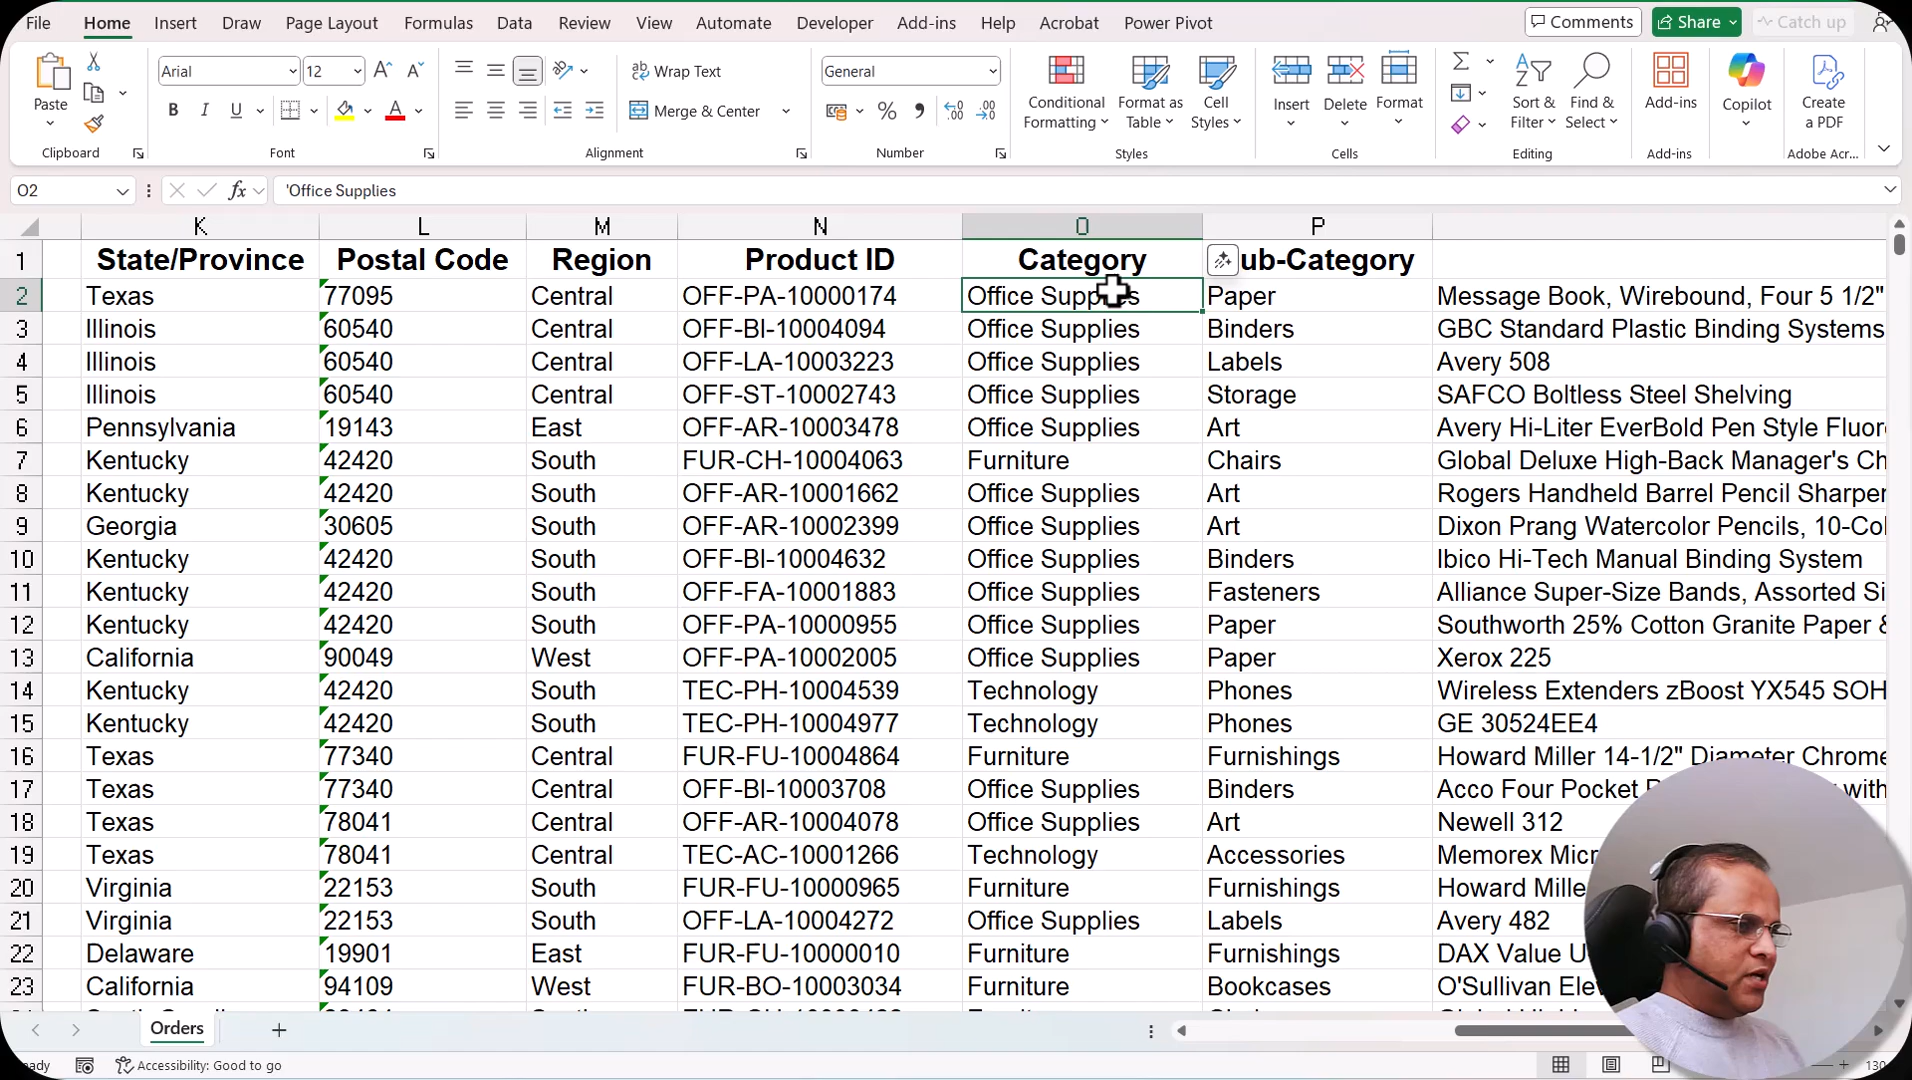 File Home Insert Draw Page Layout Formulas Data Review View Automate Developer Add-ins Help Acrobat Power Pivot Comments Share Catch up
Paste
Clipboard
Arial 12
B I U
Font
Wrap Text
Merge & Center
Alignment
General
%
Number
Conditional Formatting
Format as Table
Cell Styles
Styles
Insert
Delete
Format
Cells
Sort & Filter
Find & Select
Editing
Add-ins
Add-ins
Copilot
Create a PDF
Adobe Acr...
O2 fx 'Office Supplies
K L M N O P
1 State/Province Postal Code Region Product ID Category ub-Category
2 Texas 77095 Central OFF-PA-10000174 Office Supplies Paper Message Book, Wirebound, Four 5 1/2"
3 Illinois 60540 Central OFF-BI-10004094 Office Supplies Binders GBC Standard Plastic Binding Systems
4 Illinois 60540 Central OFF-LA-10003223 Office Supplies Labels Avery 508
5 Illinois 60540 Central OFF-ST-10002743 Office Supplies Storage SAFCO Boltless Steel Shelving
6 Pennsylvania 19143 East OFF-AR-10003478 Office Supplies Art Avery Hi-Liter EverBold Pen Style Fluor
7 Kentucky 42420 South FUR-CH-10004063 Furniture Chairs Global Deluxe High-Back Manager's Ch
8 Kentucky 42420 South OFF-AR-10001662 Office Supplies Art Rogers Handheld Barrel Pencil Sharper
9 Georgia 30605 South OFF-AR-10002399 Office Supplies Art Dixon Prang Watercolor Pencils, 10-Co
10 Kentucky 42420 South OFF-BI-10004632 Office Supplies Binders Ibico Hi-Tech Manual Binding System
11 Kentucky 42420 South OFF-FA-10001883 Office Supplies Fasteners Alliance Super-Size Bands, Assorted Si
12 Kentucky 42420 South OFF-PA-10000955 Office Supplies Paper Southworth 25% Cotton Granite Paper &
13 California 90049 West OFF-PA-10002005 Office Supplies Paper Xerox 225
14 Kentucky 42420 South TEC-PH-10004539 Technology Phones Wireless Extenders zBoost YX545 SOH
15 Kentucky 42420 South TEC-PH-10004977 Technology Phones GE 30524EE4
16 Texas 77340 Central FUR-FU-10004864 Furniture Furnishings Howard Miller 14-1/2" Diameter Chrome
17 Texas 77340 Central OFF-BI-10003708 Office Supplies Binders Acco Four Pocket with
18 Texas 78041 Central OFF-AR-10004078 Office Supplies Art Newell 312
19 Texas 78041 Central TEC-AC-10001266 Technology Accessories Memorex Micr
20 Virginia 22153 South FUR-FU-10000965 Furniture Furnishings Howard Mille
21 Virginia 22153 South OFF-LA-10004272 Office Supplies Labels Avery 482
22 Delaware 19901 East FUR-FU-10000010 Furniture Furnishings DAX Value U
23 California 94109 West FUR-BO-10003034 Furniture Bookcases O'Sullivan Ele
Orders
eady Accessibility: Good to go 130